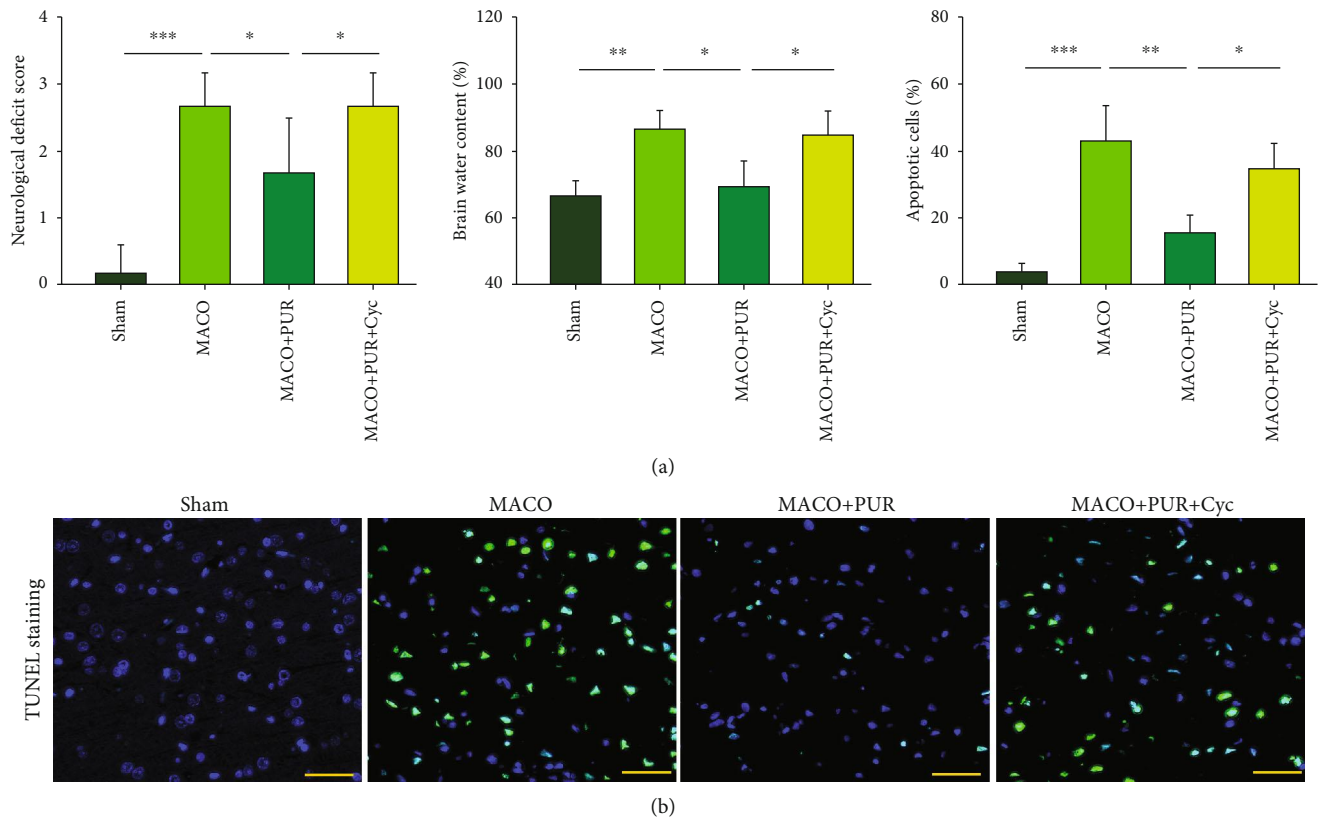 Neurological deficit score
4
3
2
1
0
***
*
*
Sham
MACO
MACO+PUR
MACO+PUR+Cyc
Brain water content (%)
120
100
80
60
40
**
*
*
Sham
MACO
MACO+PUR
MACO+PUR+Cyc
Apoptotic cells (%)
80
60
40
20
0
***
**
*
Sham
MACO
MACO+PUR
MACO+PUR+Cyc
(a)
Sham
MACO
MACO+PUR
MACO+PUR+Cyc
TUNEL staining
(b)